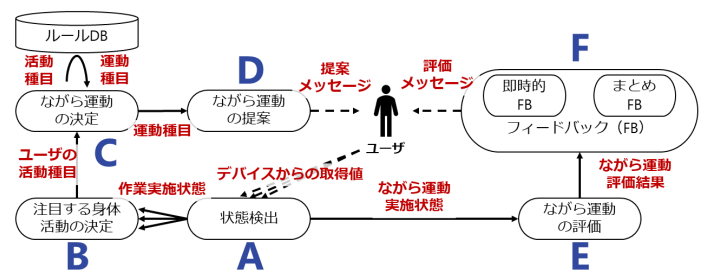 ルールDB
活動
種目
運動
種目
ながら運動
の決定
C
運動種目
D
ながら運動
の提案
提案
メッセージ
ユーザ
評価
メッセージ
F
即時的
FB
まとめ
FB
フィードバック（FB）
ユーザの
活動種目
注目する身体
活動の決定
B
作業実施状態
デバイスからの取得値
状態検出
A
ながら運動
実施状態
ながら運動
評価結果
ながら運動
の評価
E